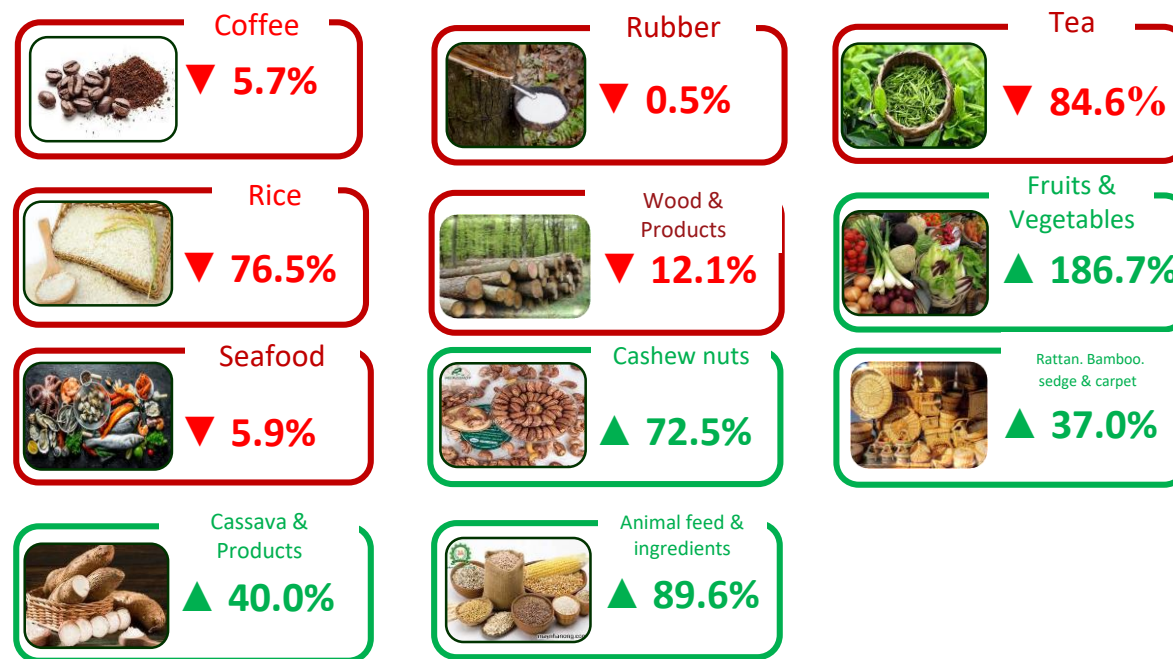 Coffee
▼ 5.7%
Rubber
▼ 0.5%
Tea
▼ 84.6%
Rice
▼ 76.5%
Wood &
Products
▼ 12.1%
Fruits &
Vegetables
▲ 186.7%
Seafood
▼ 5.9%
Cashew nuts
▲ 72.5%
Rattan. Bamboo.
sedge & carpet
▲ 37.0%
Cassava &
Products
▲ 40.0%
Animal feed &
ingredients
▲ 89.6%